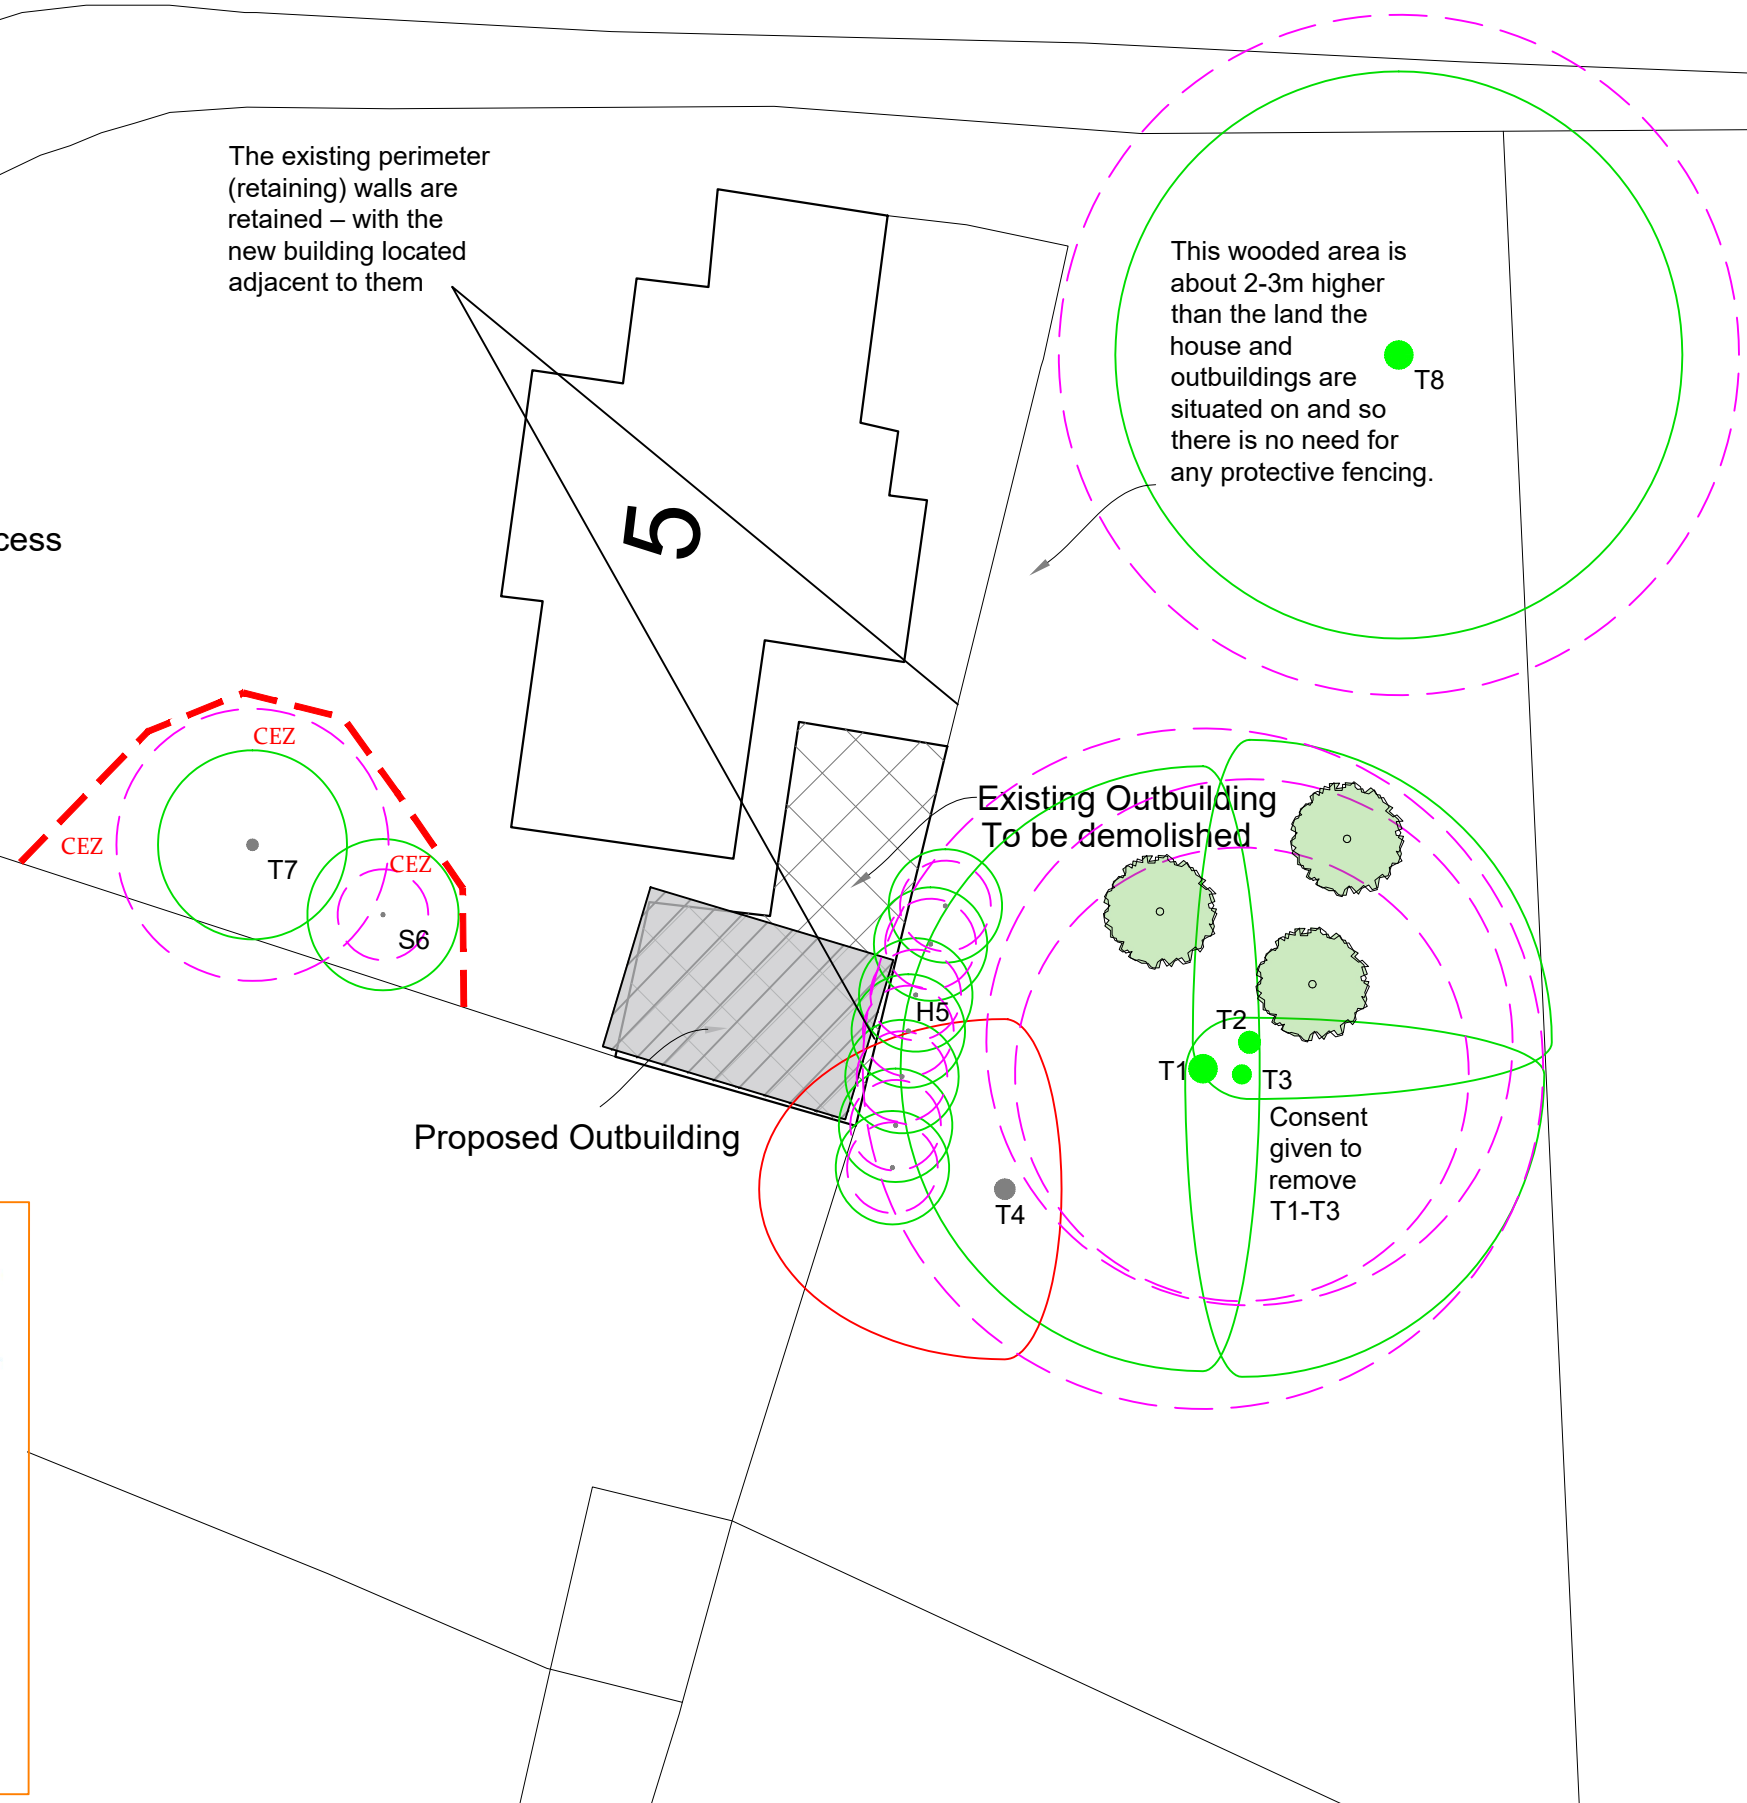 The existing perimeter
(retaining) walls are
retained – with the
new building located
adjacent to them
This wooded area is
about 2-3m higher
than the land the
house and
outbuildings are
situated on and so
there is no need for
any protective fencing.
T8
5
cess
CEZ
CEZ
CEZ
T7
S6
Existing Outbuilding
To be demolished
H5
T2
T1
T3
Consent
given to
remove
T1-T3
Proposed Outbuilding
T4